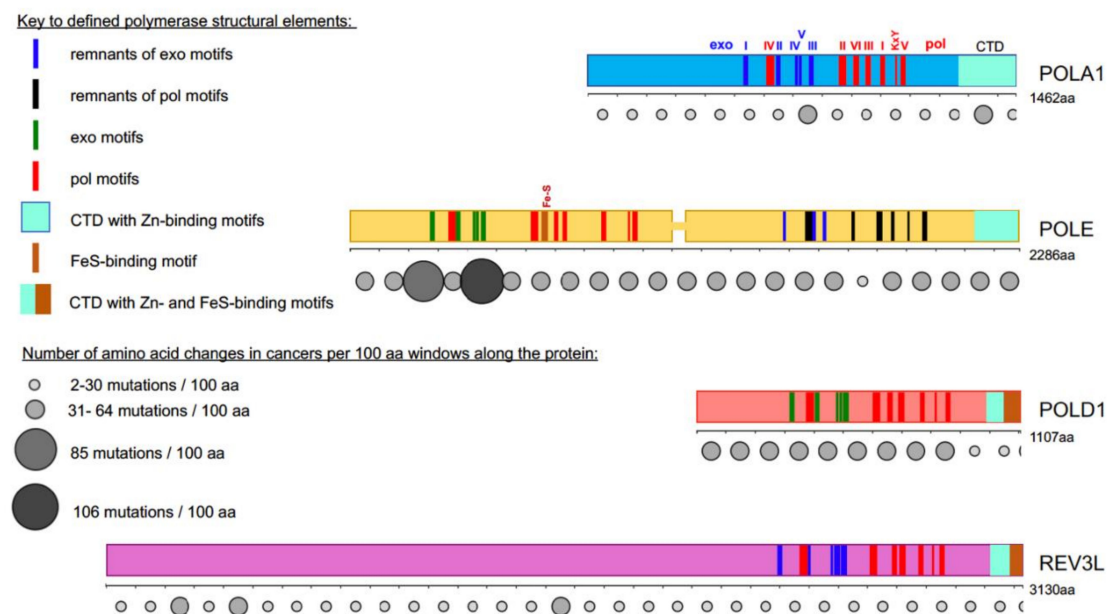 Key to defined polymerase structural elements:
remnants of exo motifs
remnants of pol motifs
exo motifs
pol motifs
CTD with Zn-binding motifs
FeS-binding motif
CTD with Zn- and FeS-binding motifs
V
exo I IV II IV III II VI III I KxY V pol CTD
POLA1
1462aa
Fe-S
POLE
2286aa
Number of amino acid changes in cancers per 100 aa windows along the protein:
2-30 mutations / 100 aa
31- 64 mutations / 100 aa
85 mutations / 100 aa
106 mutations / 100 aa
POLD1
1107aa
REV3L
3130aa